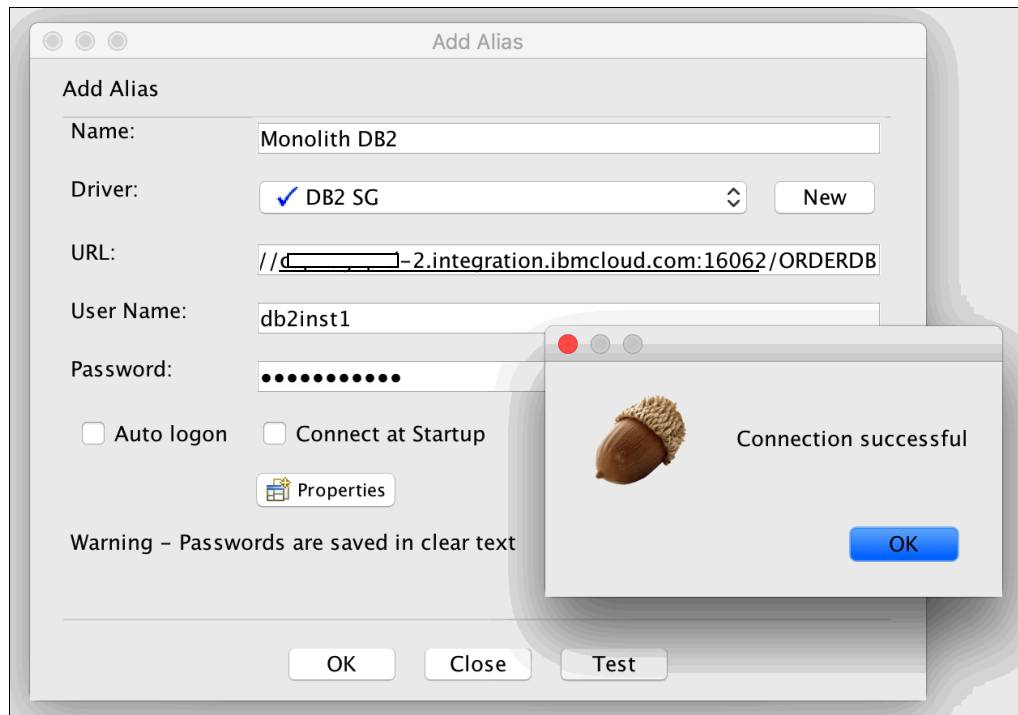 Add Alias
Add Alias
Name:
Monolith DB2
Driver:
DB2 SG
New
URL:
// -2.integration.ibmcloud.com:16062/ORDERDB
User Name:
db2inst1
Password:
•••••••••••
Auto logon
Connect at Startup
Properties
Warning – Passwords are saved in clear text
OK
Close
Test
Connection successful
OK